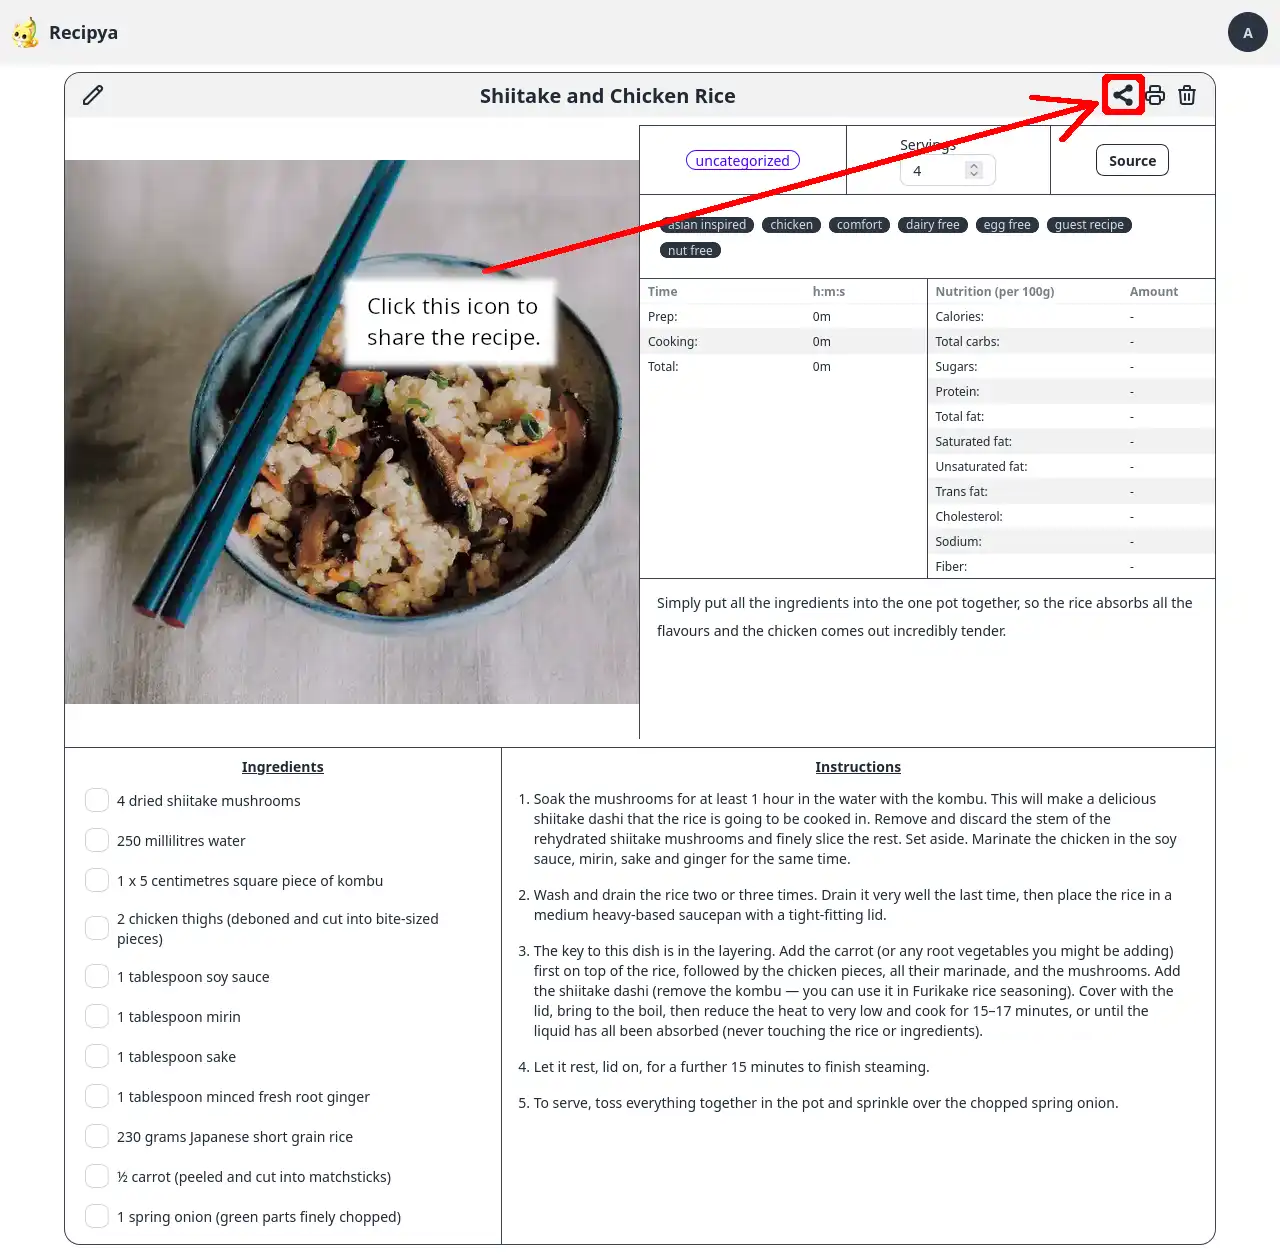 Recipya
A
Shiitake and Chicken Rice
uncategorized
Servings
4
Source
asian inspired
chicken
comfort
dairy free
egg free
guest recipe
nut free
Click this icon to
share the recipe.
Time h:m:s
Prep: 0m
Cooking: 0m
Total: 0m
Nutrition (per 100g) Amount
Calories: -
Total carbs: -
Sugars: -
Protein: -
Total fat: -
Saturated fat: -
Unsaturated fat: -
Trans fat: -
Cholesterol: -
Sodium: -
Fiber: -
Simply put all the ingredients into the one pot together, so the rice absorbs all the
flavours and the chicken comes out incredibly tender.
Ingredients
4 dried shiitake mushrooms
250 millilitres water
1 x 5 centimetres square piece of kombu
2 chicken thighs (deboned and cut into bite-sized
pieces)
1 tablespoon soy sauce
1 tablespoon mirin
1 tablespoon sake
1 tablespoon minced fresh root ginger
230 grams Japanese short grain rice
½ carrot (peeled and cut into matchsticks)
1 spring onion (green parts finely chopped)
Instructions
1. Soak the mushrooms for at least 1 hour in the water with the kombu. This will make a delicious
shiitake dashi that the rice is going to be cooked in. Remove and discard the stem of the
rehydrated shiitake mushrooms and finely slice the rest. Set aside. Marinate the chicken in the soy
sauce, mirin, sake and ginger for the same time.
2. Wash and drain the rice two or three times. Drain it very well the last time, then place the rice in a
medium heavy-based saucepan with a tight-fitting lid.
3. The key to this dish is in the layering. Add the carrot (or any root vegetables you might be adding)
first on top of the rice, followed by the chicken pieces, all their marinade, and the mushrooms. Add
the shiitake dashi (remove the kombu — you can use it in Furikake rice seasoning). Cover with the
lid, bring to the boil, then reduce the heat to very low and cook for 15–17 minutes, or until the
liquid has all been absorbed (never touching the rice or ingredients).
4. Let it rest, lid on, for a further 15 minutes to finish steaming.
5. To serve, toss everything together in the pot and sprinkle over the chopped spring onion.